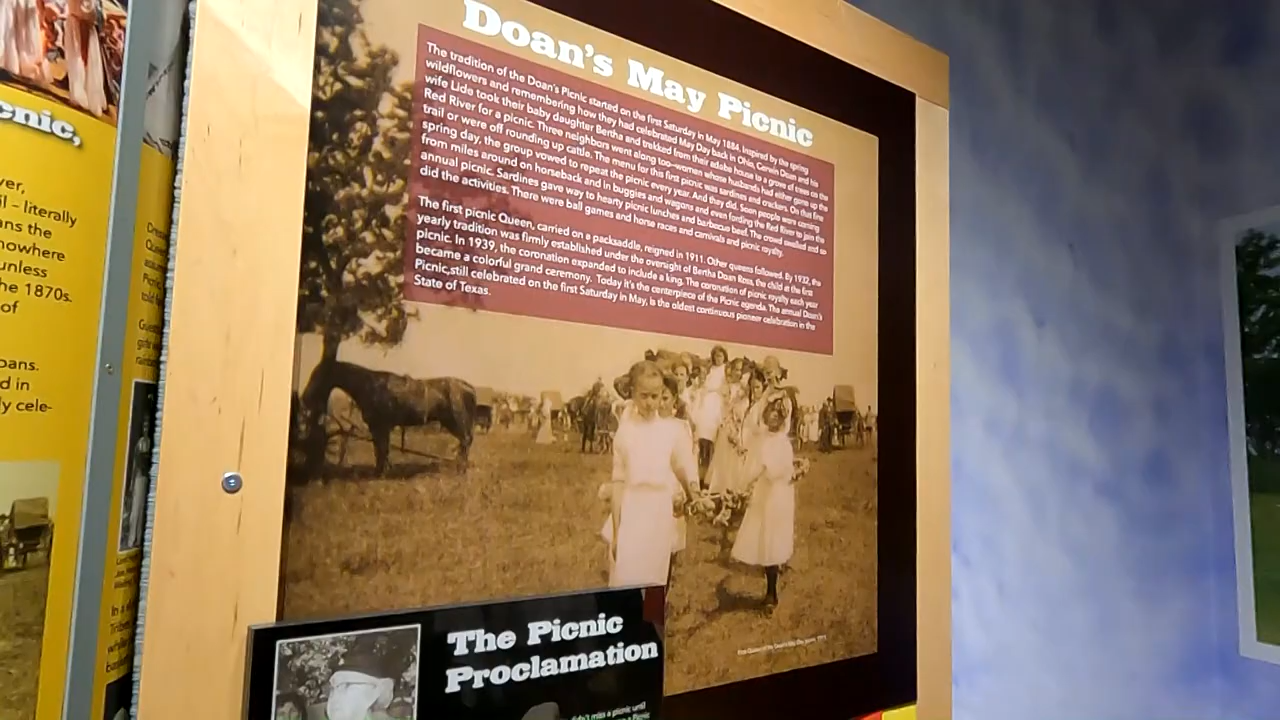 Doan's May Picnic
The tradition of the Doan's Picnic started on the first Saturday in May 1884. Inspired by the spring
wildflowers and remembering how they had celebrated May Day back in Ohio, Corwin Doan and his
wife Lide took their baby daughter Bertha and trekked from their adobe house to a grove of trees on the
Red River for a picnic. Three neighbors went along too–women whose husbands had either gone up the
trail or were off rounding up cattle. The menu for this first picnic was sardines and crackers. On that fine
spring day, the group vowed to repeat the picnic every year. And they did. Soon people were coming
from miles around on horseback and in buggies and wagons and even fording the Red River to join the
annual picnic. Sardines gave way to hearty picnic lunches and barbecue beef. The crowd swelled and so
did the activities. There were ball games and horse races and carnivals and picnic royalty.
The first picnic Queen, carried on a packsaddle, reigned in 1911. Other queens followed. By 1932, the
yearly tradition was firmly established under the oversight of Bertha Doan Ross, the child at the first
picnic. In 1939, the coronation expanded to include a king. The coronation of picnic royalty each year
became a colorful grand ceremony. Today it's the centerpiece of the Picnic agenda. The annual Doan's
Picnic,still celebrated on the first Saturday in May, is the oldest continuous pioneer celebration in the
State of Texas.
The Picnic
Proclamation
didn't miss a picnic until
cnic,
ver,
il – literally
ans the
nowhere
unless
he 1870s.
of
oans.
d in
y cele-